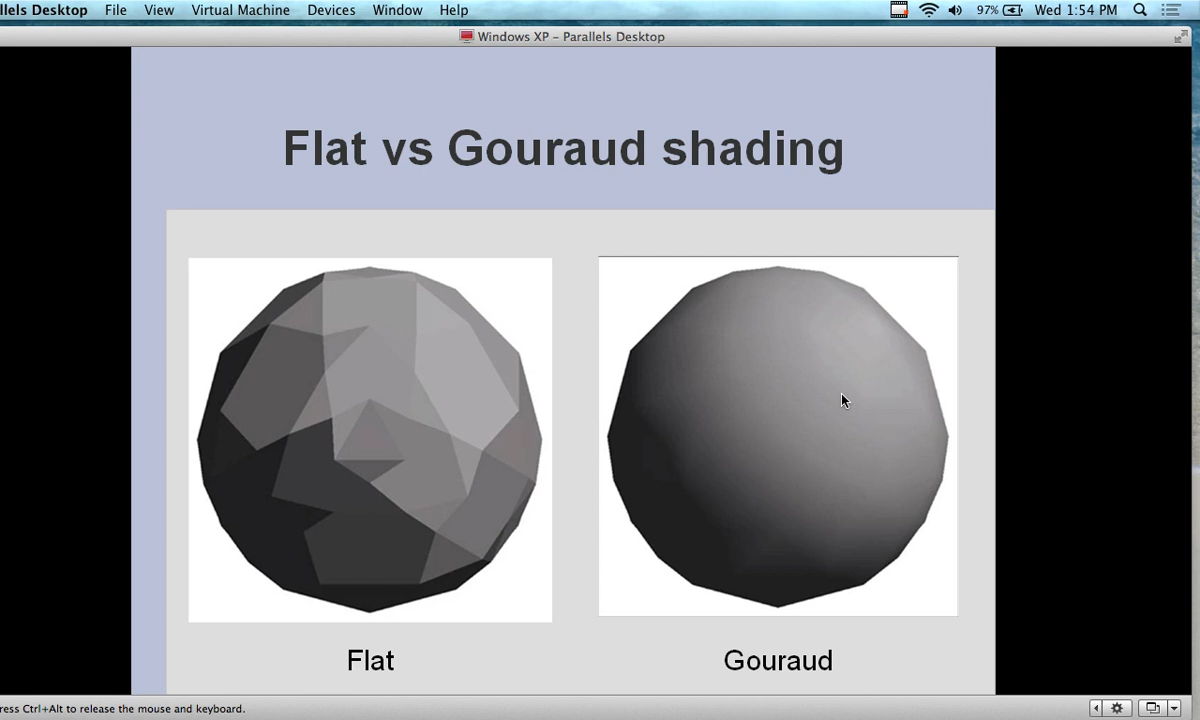 llels Desktop File View Virtual Machine Devices Window Help 97% Wed 1:54 PM
Windows XP - Parallels Desktop
Flat vs Gouraud shading
Flat Gouraud
ress Ctrl+Alt to release the mouse and keyboard.